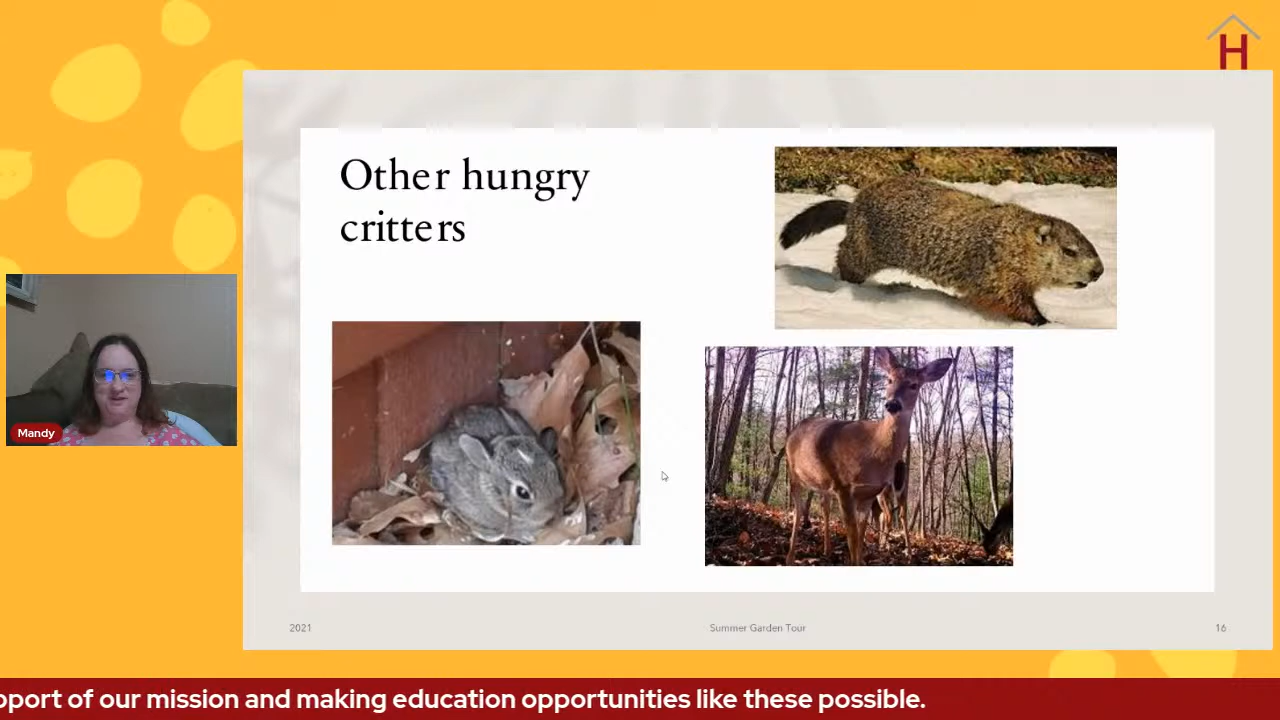 H
Other hungry
critters
Mandy
2021
Summer Garden Tour
16
pport of our mission and making education opportunities like these possible.